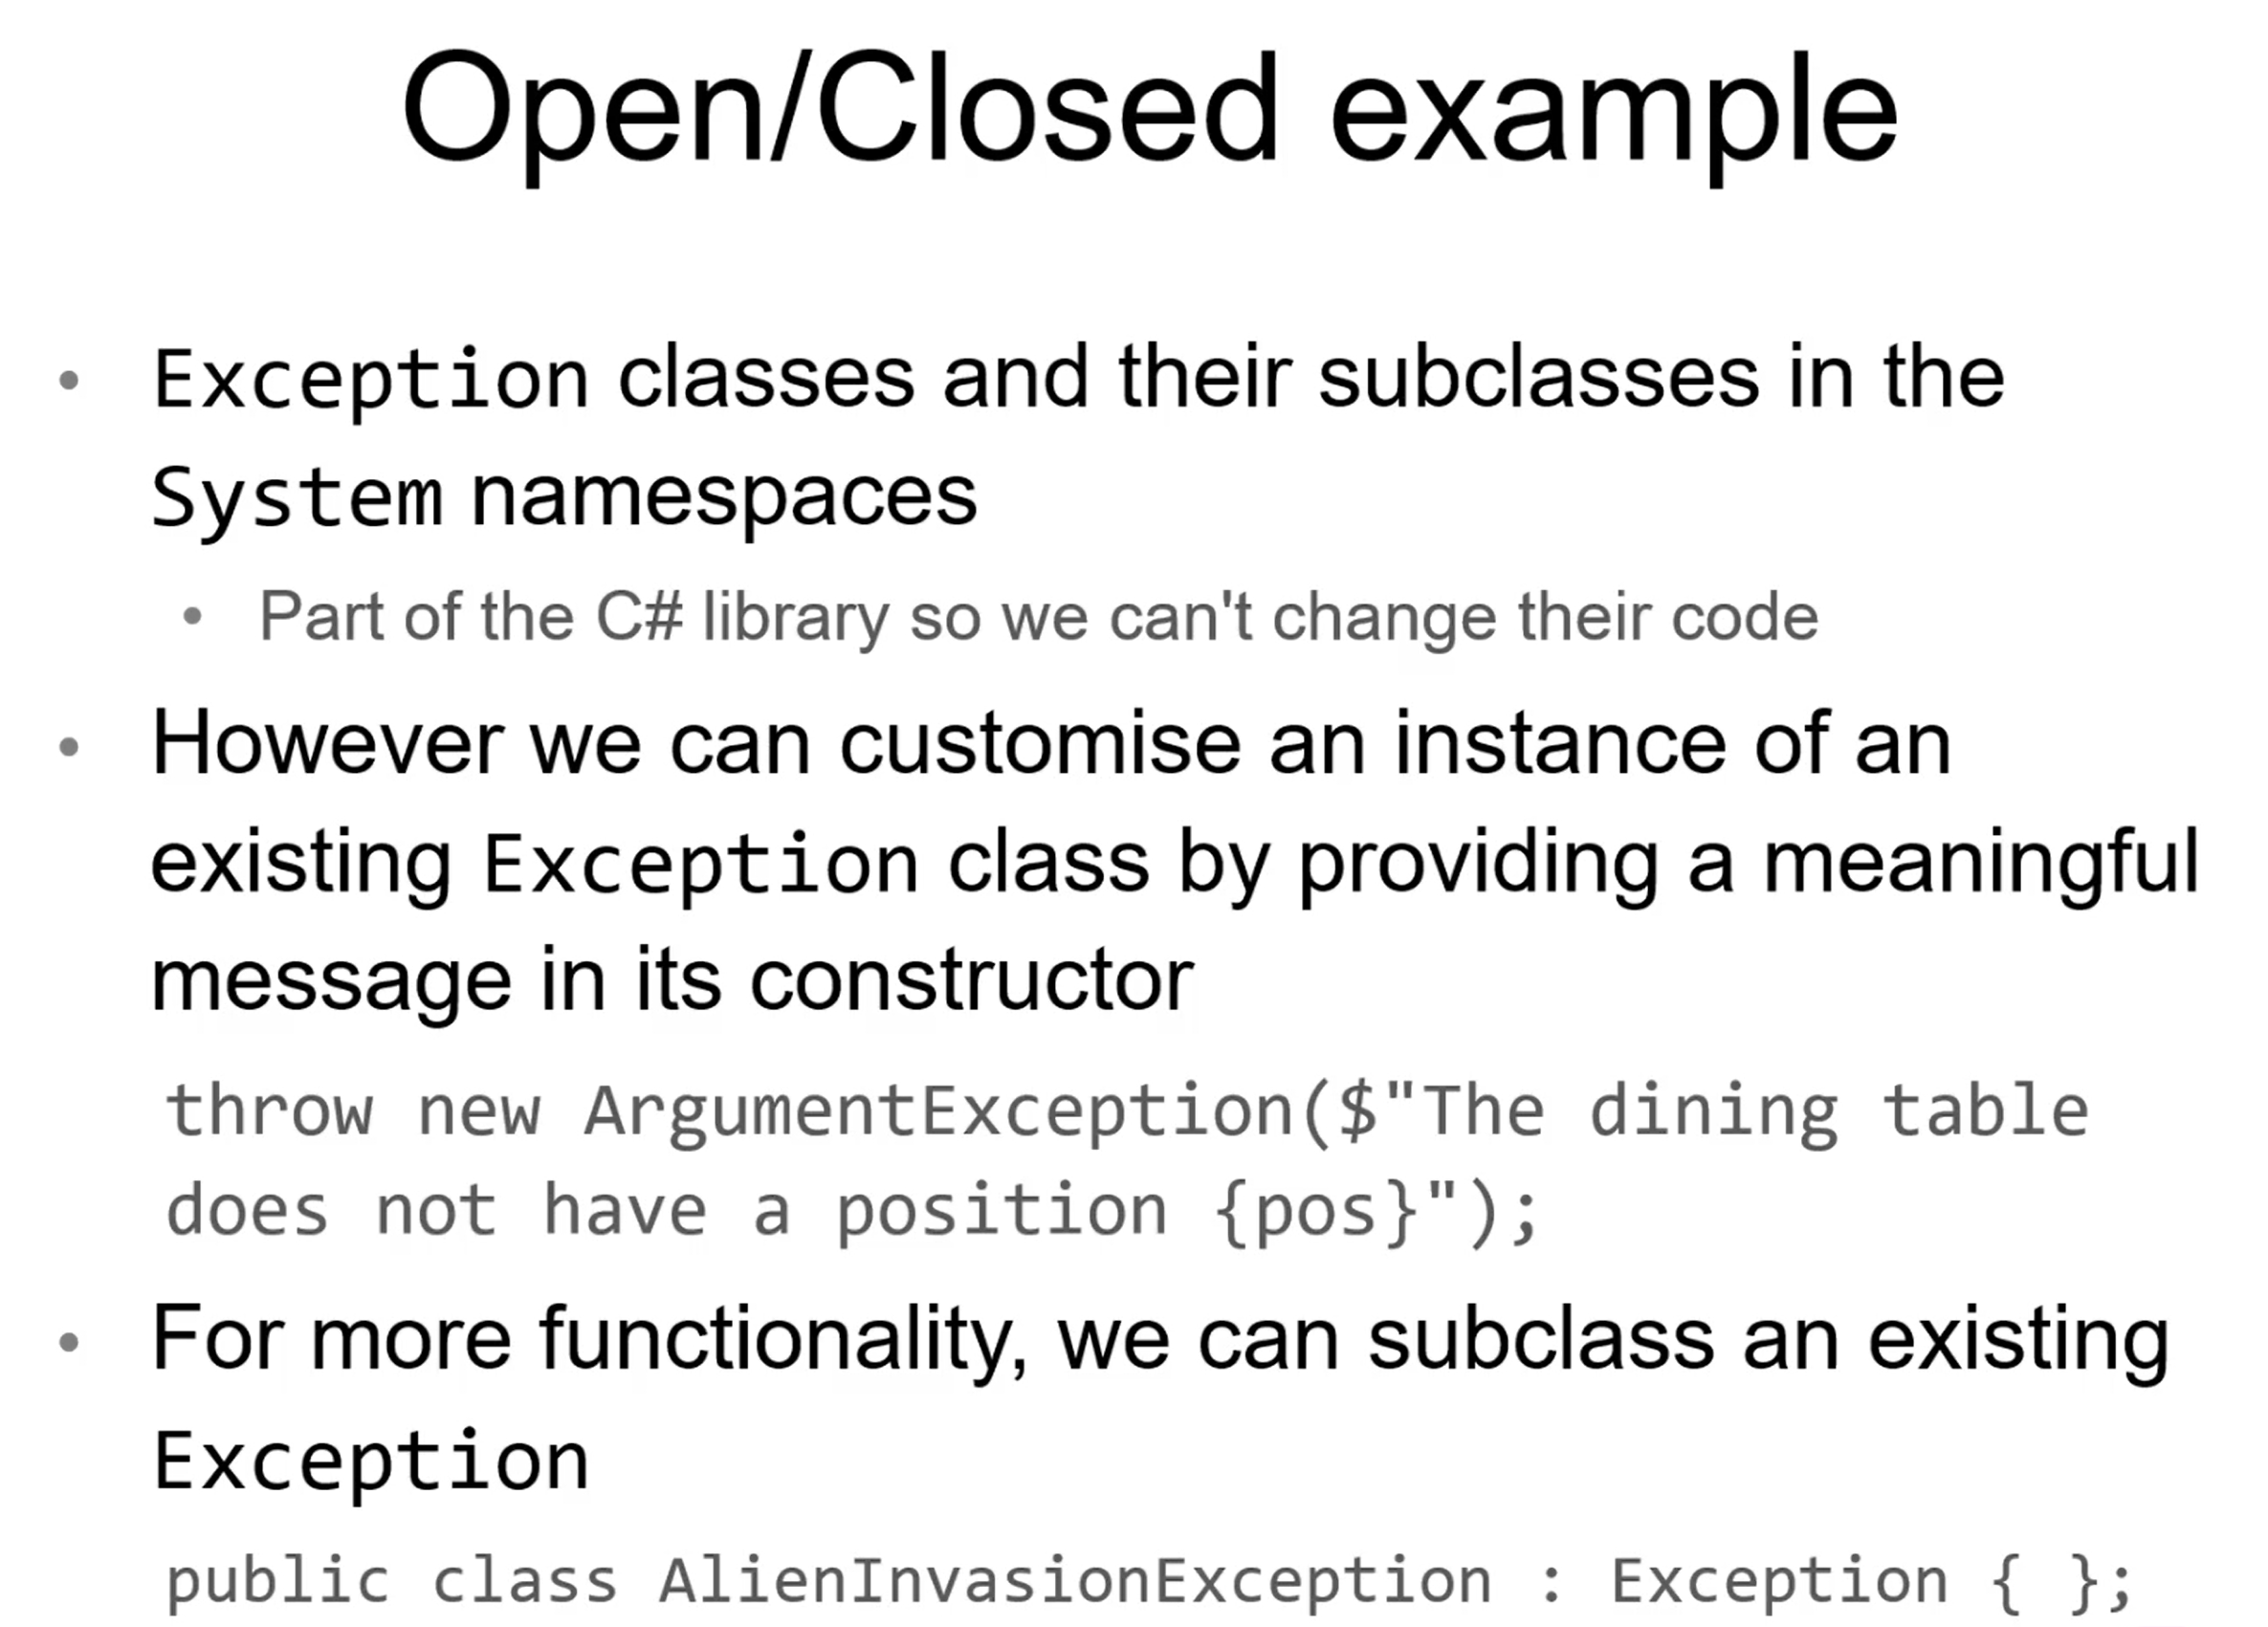 Open/Closed example
• Exception classes and their subclasses in the
System namespaces
• Part of the C# library so we can't change their code
• However we can customise an instance of an
existing Exception class by providing a meaningful
message in its constructor
throw new ArgumentException($"The dining table
does not have a position {pos}");
• For more functionality, we can subclass an existing
Exception
public class AlienInvasionException : Exception { };